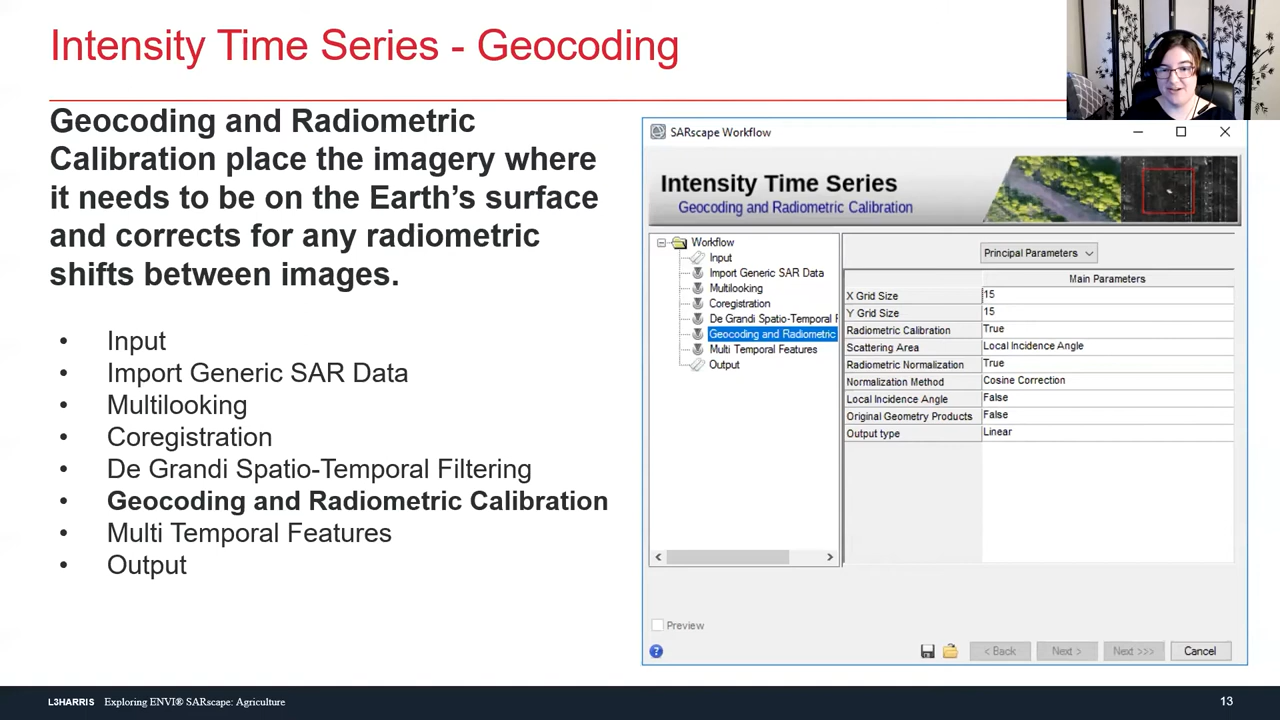 Intensity Time Series - Geocoding
Geocoding and Radiometric
Calibration place the imagery where
it needs to be on the Earth’s surface
and corrects for any radiometric
shifts between images.
• Input
• Import Generic SAR Data
• Multilooking
• Coregistration
• De Grandi Spatio-Temporal Filtering
• Geocoding and Radiometric Calibration
• Multi Temporal Features
• Output
SARscape Workflow
Intensity Time Series
Geocoding and Radiometric Calibration
Workflow
Input
Import Generic SAR Data
Multilooking
Coregistration
De Grandi Spatio-Temporal F
Geocoding and Radiometric
Multi Temporal Features
Output
Principal Parameters
Main Parameters
X Grid Size 15
Y Grid Size 15
Radiometric Calibration True
Scattering Area Local Incidence Angle
Radiometric Normalization True
Normalization Method Cosine Correction
Local Incidence Angle False
Original Geometry Products False
Output type Linear
Preview
< Back Next > Next >>> Cancel
L3HARRIS Exploring ENVI® SARscape: Agriculture 13